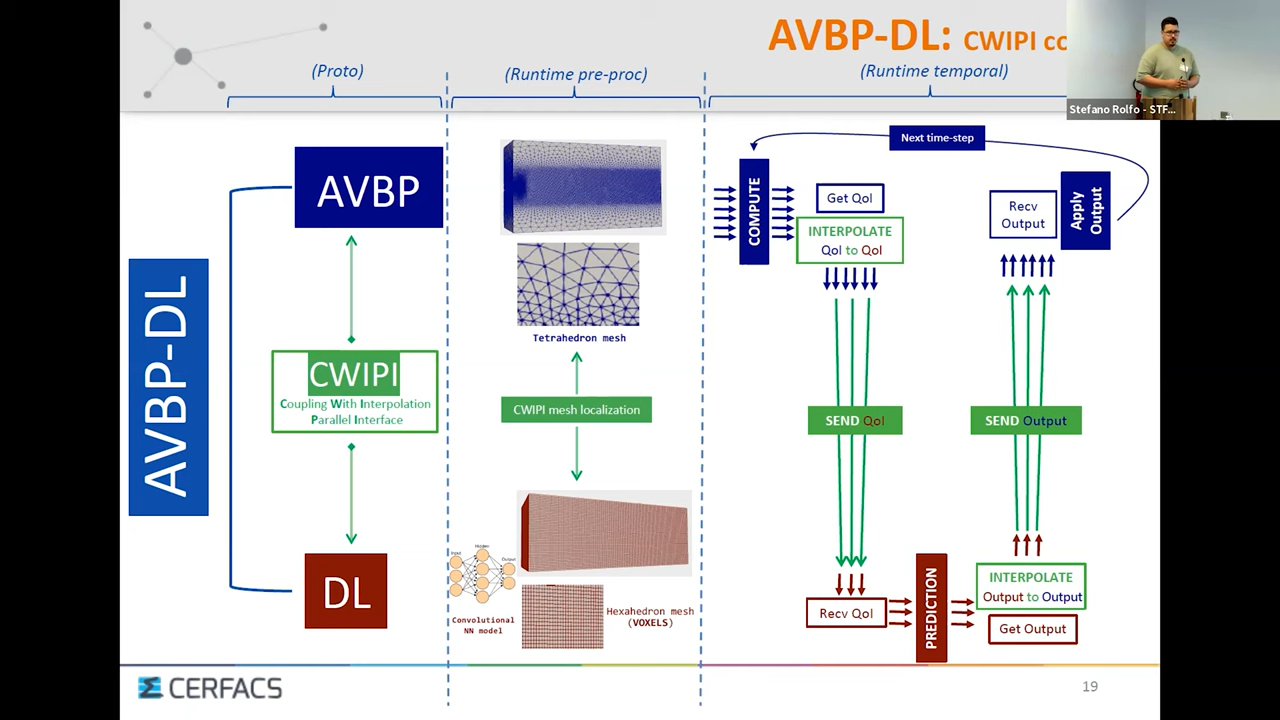 AVBP-DL: CWIPI co
Stefano Rolfo - STF...
(Proto)
(Runtime pre-proc)
(Runtime temporal)
AVBP-DL
AVBP
CWIPI
Coupling With Interpolation
Parallel Interface
DL
Tetrahedron mesh
CWIPI mesh localization
Input
Hidden
Output
Convolutional
NN model
Hexahedron mesh
(VOXELS)
Next time-step
COMPUTE
Get QoI
INTERPOLATE
QoI to QoI
Recv
Output
Apply
Output
SEND QoI
SEND Output
Recv QoI
PREDICTION
INTERPOLATE
Output to Output
Get Output
CERFACS
19